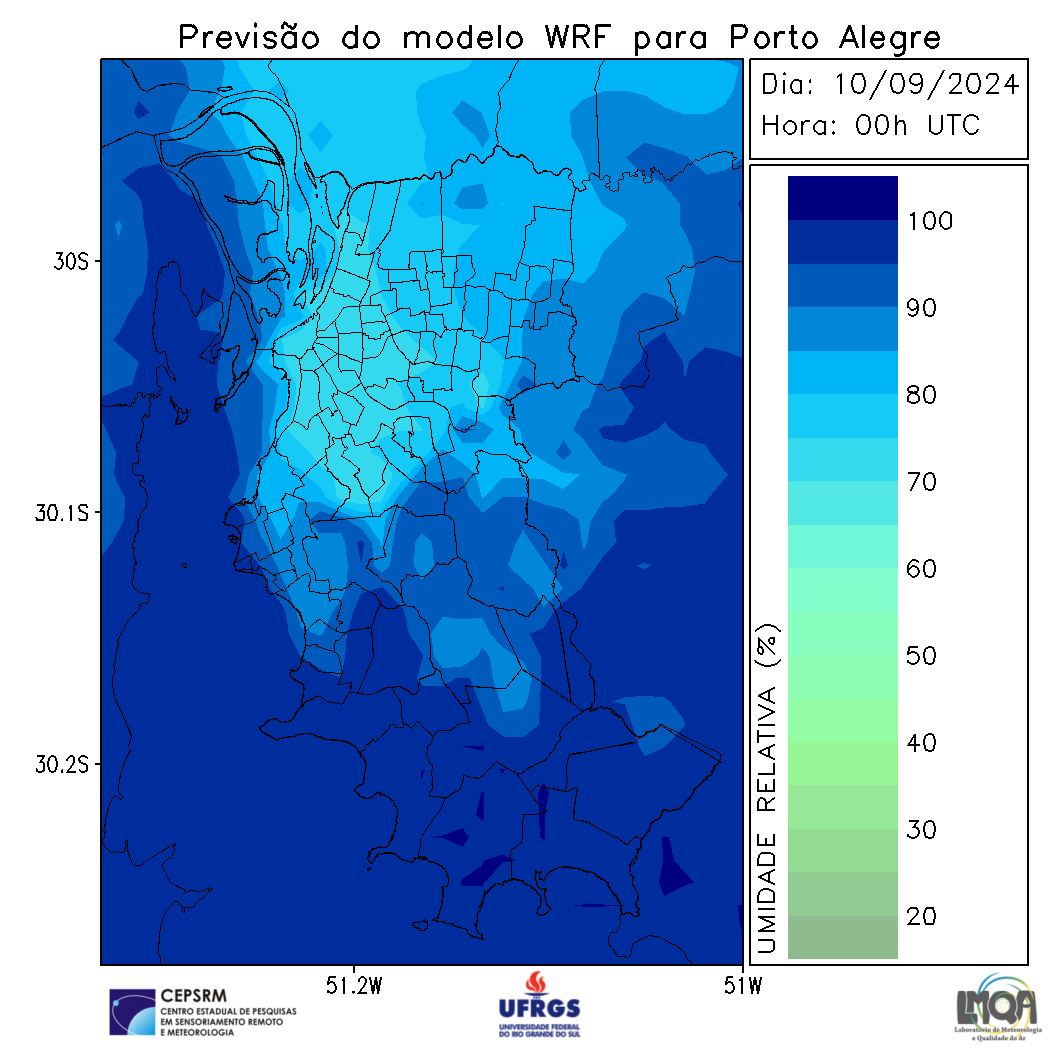 Previsão do modelo WRF para Porto Alegre
Dia: 10/09/2024
Hora: 00h UTC
30S
30.1S
30.2S
51.2W
51W
UMIDADE RELATIVA (%)
100
90
80
70
60
50
40
30
20
CEPSRM
CENTRO ESTADUAL DE PESQUISAS
EM SENSORIAMENTO REMOTO
E METEOROLOGIA
UFRGS
UNIVERSIDADE FEDERAL
DO RIO GRANDE DO SUL
LMQA
Laboratório de Meteorologia
e Qualidade do Ar